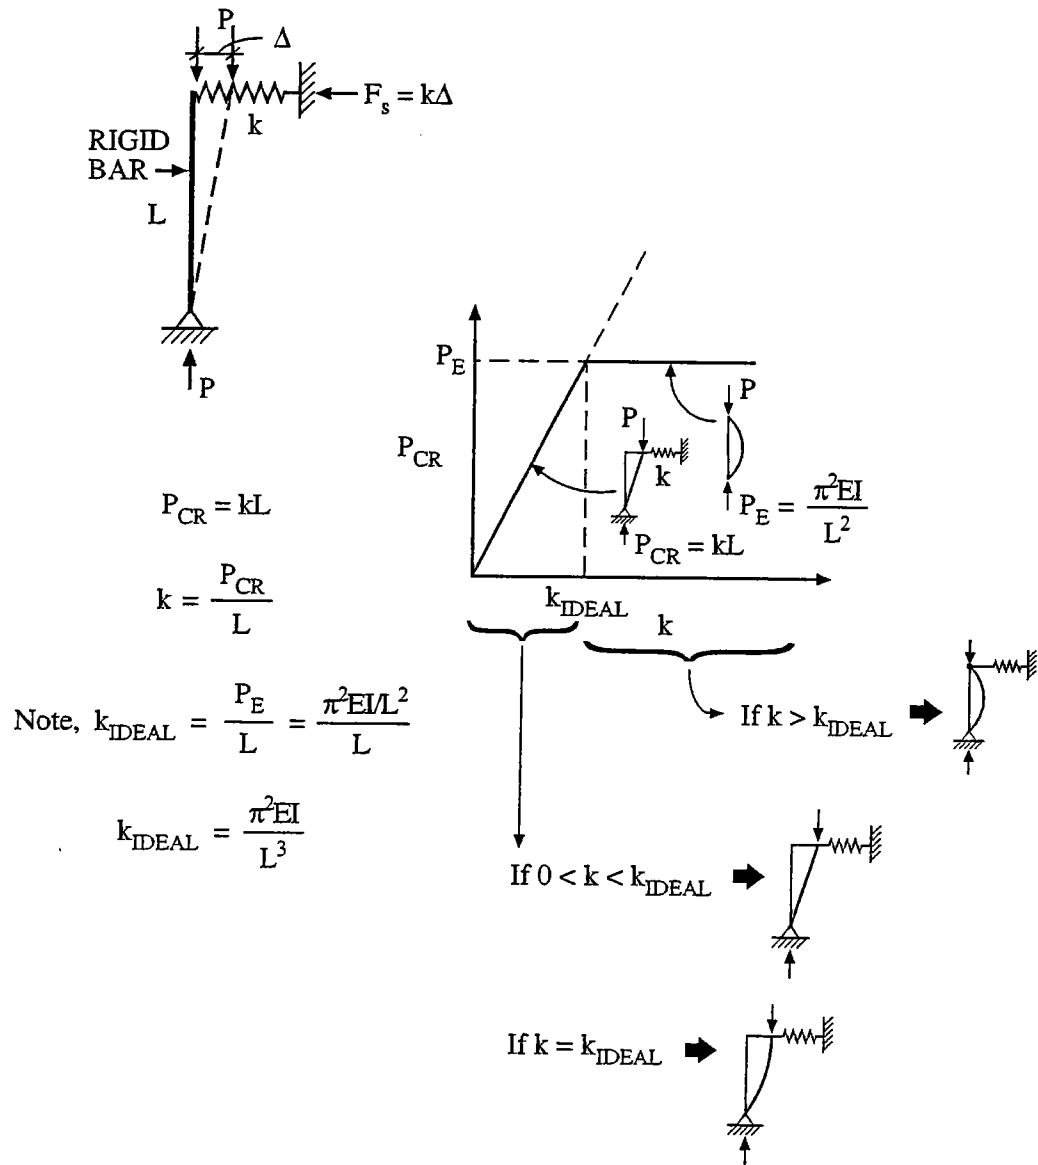 P
Δ
F_s = kΔ
k
RIGID
BAR
L
P
P_E
P_CR
P
k
P_CR = kL
P
P_E = π²EI / L²
k_IDEAL
k
P_CR = kL
k = P_CR / L
Note, k_IDEAL = P_E / L = π²EI/L² / L
k_IDEAL = π²EI / L³
If k > k_IDEAL
If 0 < k < k_IDEAL
If k = k_IDEAL